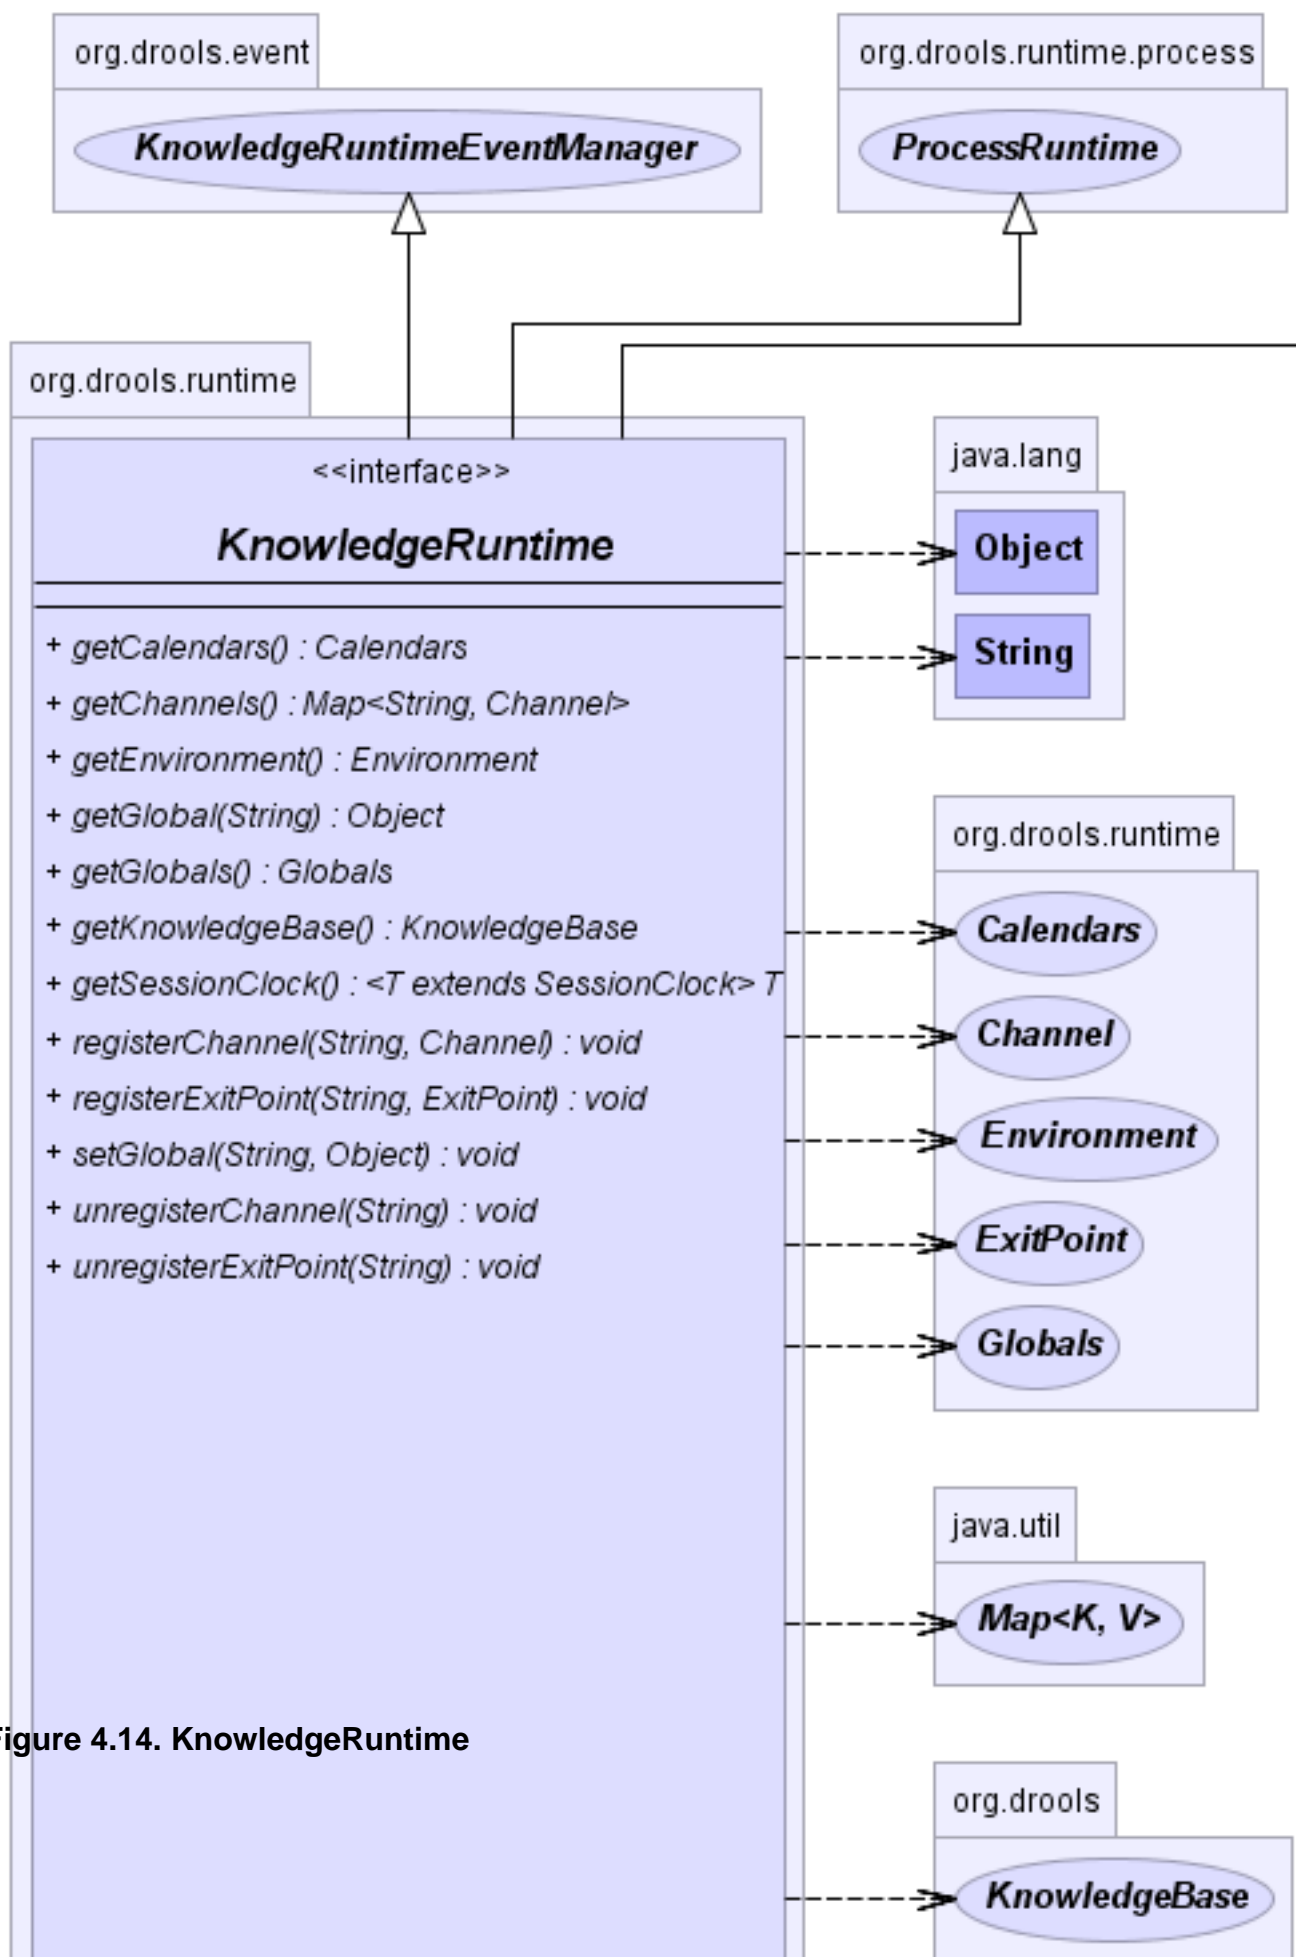 org.drools.event
KnowledgeRuntimeEventManager
org.drools.runtime.process
ProcessRuntime
org.drools.runtime
<<interface>>
KnowledgeRuntime
+ getCalendars() : Calendars
+ getChannels() : Map<String, Channel>
+ getEnvironment() : Environment
+ getGlobal(String) : Object
+ getGlobals() : Globals
+ getKnowledgeBase() : KnowledgeBase
+ getSessionClock() : <T extends SessionClock> T
+ registerChannel(String, Channel) : void
+ registerExitPoint(String, ExitPoint) : void
+ setGlobal(String, Object) : void
+ unregisterChannel(String) : void
+ unregisterExitPoint(String) : void
java.lang
Object
String
org.drools.runtime
Calendars
Channel
Environment
ExitPoint
Globals
java.util
Map<K, V>
igure 4.14. KnowledgeRuntime
org.drools
KnowledgeBase